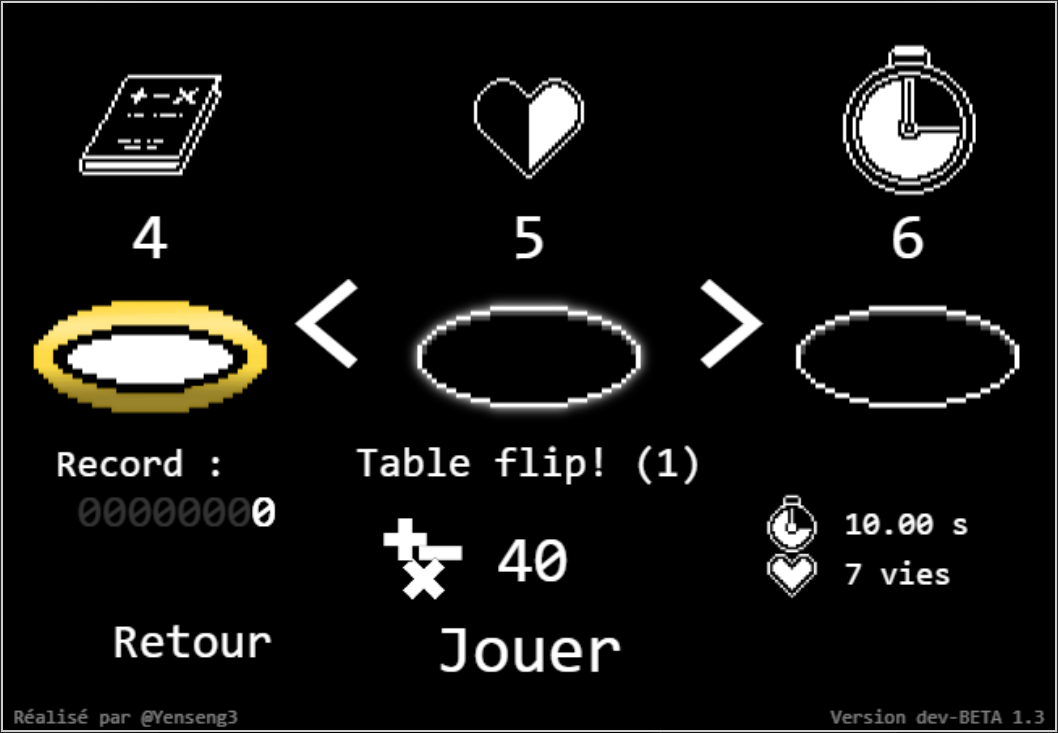 4
5
6
<
>
Record :
000000000
Table flip! (1)
40
10.00 s
7 vies
Retour
Jouer
Réalisé par @Yenseng3
Version dev-BETA 1.3